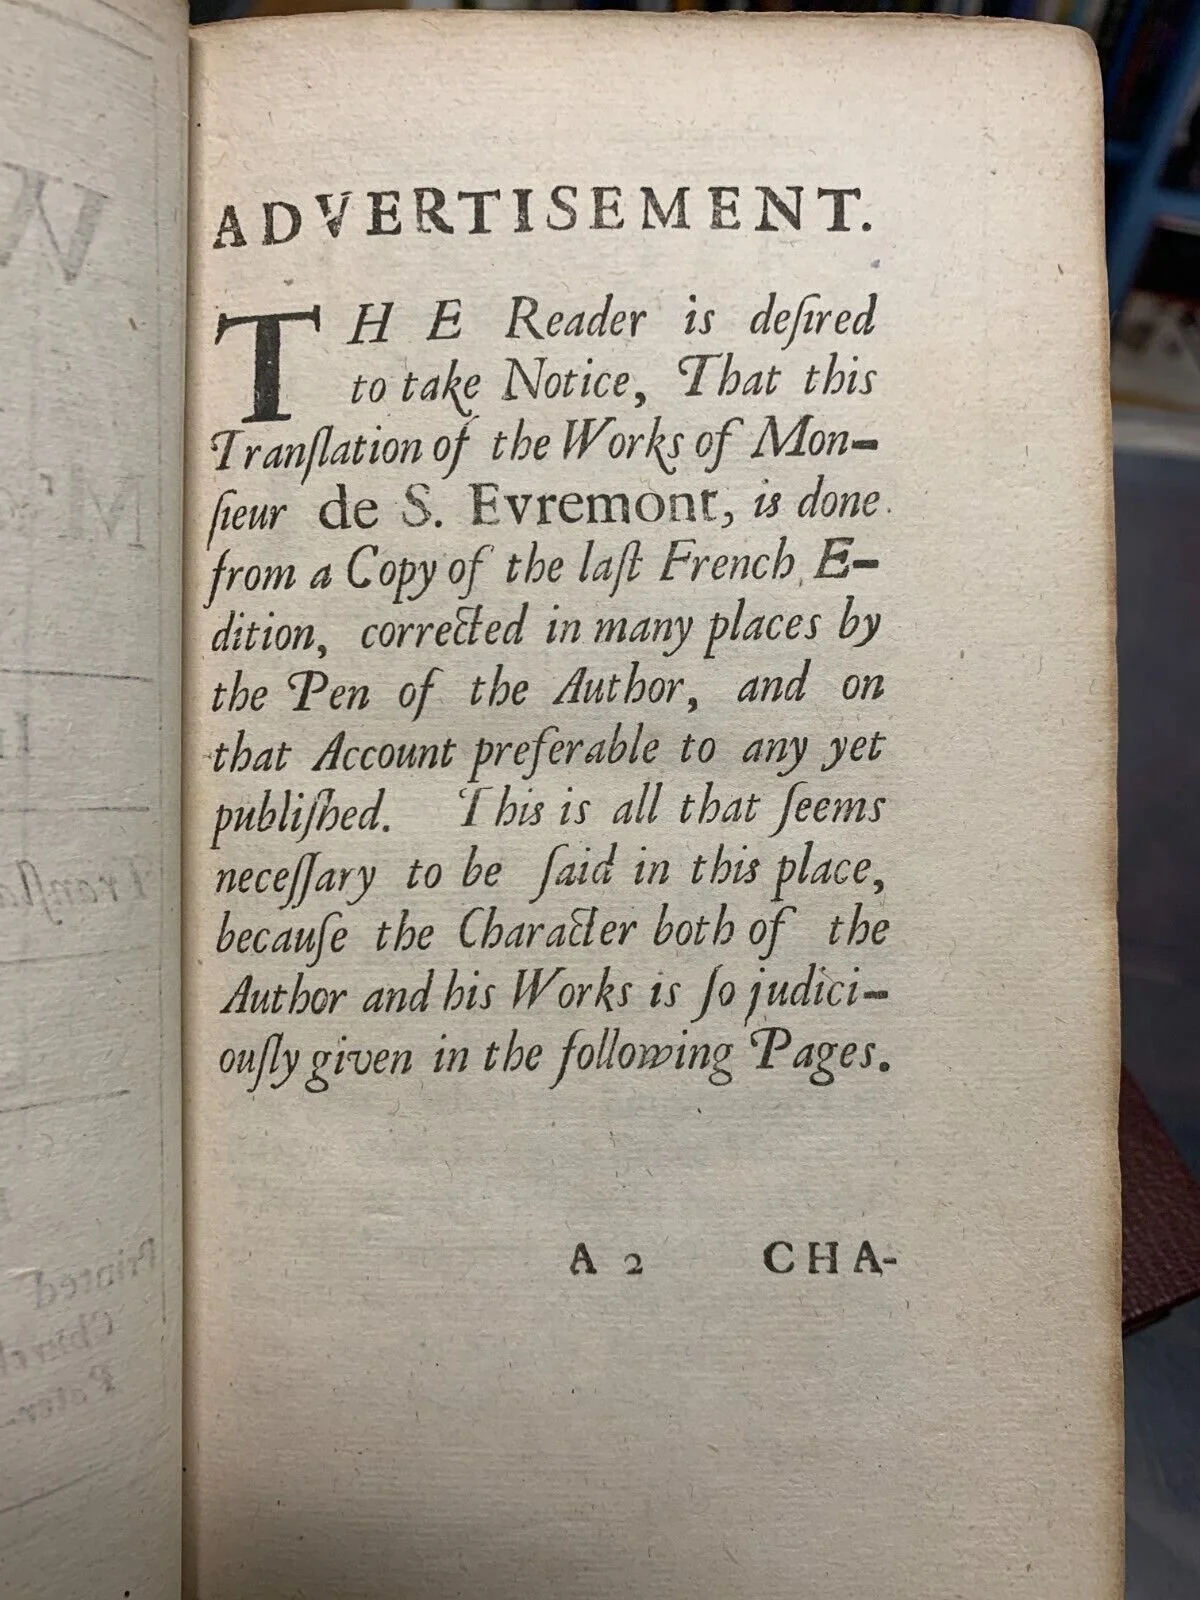 ADVERTISEMENT.
THE Reader is deſired
to take Notice, That this
Tranſlation of the Works of Mon-
ſieur de S. Evremont, is done
from a Copy of the laſt French E-
dition, corrected in many places by
the Pen of the Author, and on
that Account preferable to any yet
publiſhed. This is all that ſeems
neceſſary to be ſaid in this place,
becauſe the Character both of the
Author and his Works is ſo judici-
ouſly given in the following Pages.
A 2 CHA-